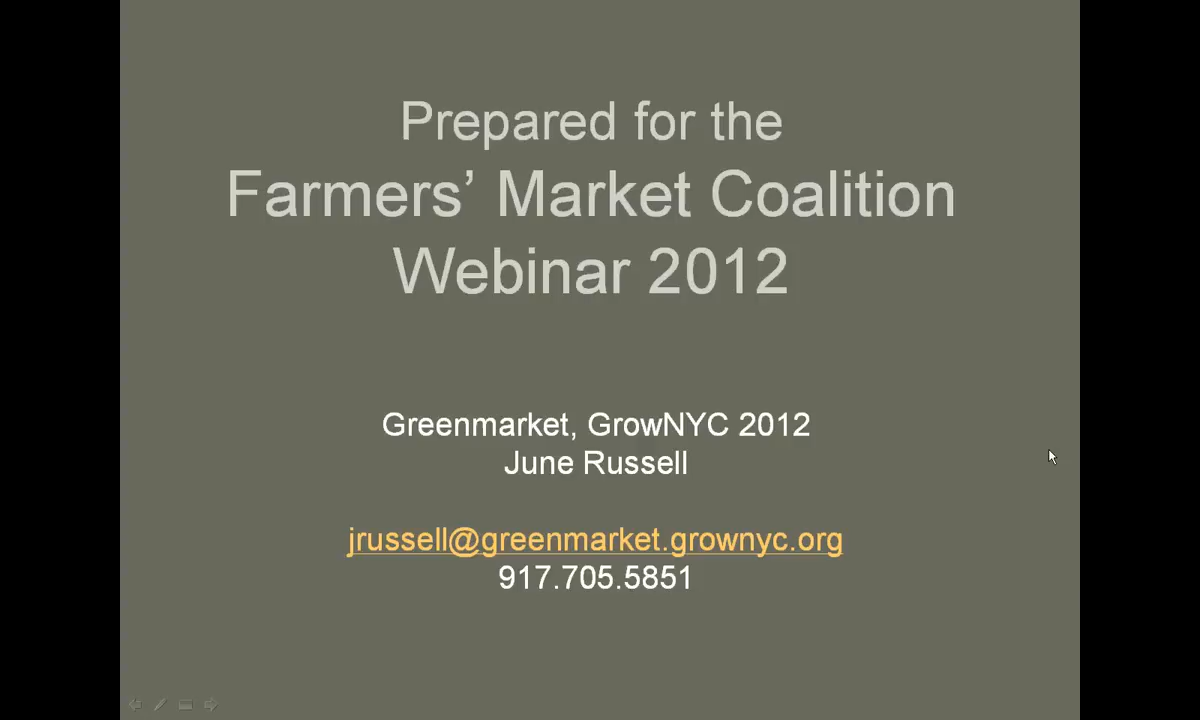 Prepared for the
Farmers’ Market Coalition
Webinar 2012
Greenmarket, GrowNYC 2012
June Russell
jrussell@greenmarket.grownyc.org
917.705.5851